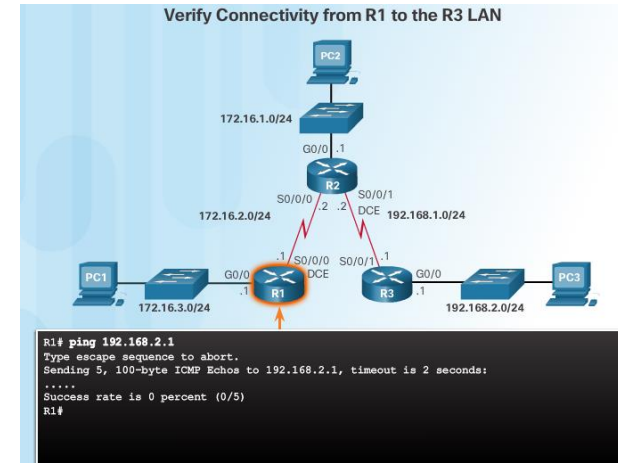 Verify Connectivity from R1 to the R3 LAN
PC2
172.16.1.0/24
G0/0 .1
R2
S0/0/0 .2 .2 S0/0/1
DCE
172.16.2.0/24
192.168.1.0/24
.1 S0/0/0
DCE
S0/0/1 .1
PC1
G0/0
.1
R1
R3
G0/0
.1
PC3
172.16.3.0/24
192.168.2.0/24
R1# ping 192.168.2.1
Type escape sequence to abort.
Sending 5, 100-byte ICMP Echos to 192.168.2.1, timeout is 2 seconds:
.....
Success rate is 0 percent (0/5)
R1#